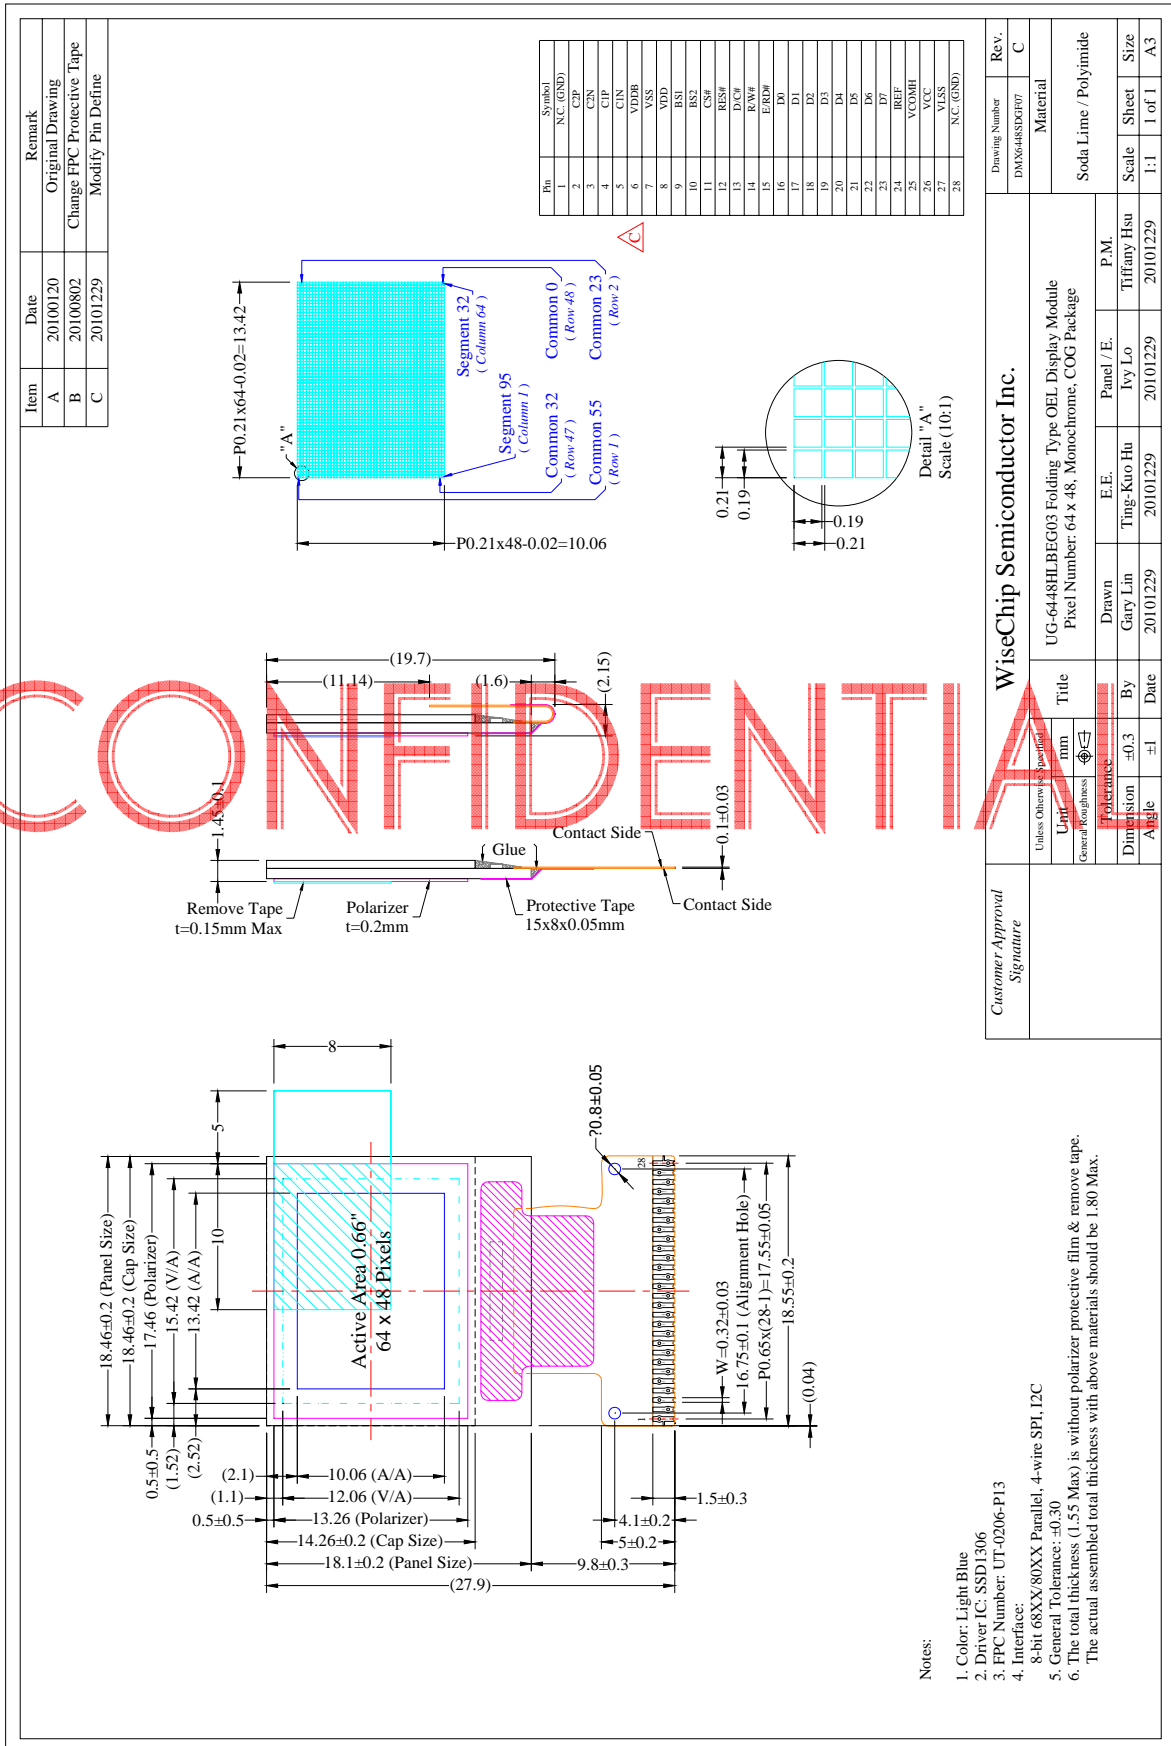 Item Date Remark
A 20100120 Original Drawing
B 20100802 Change FPC Protective Tape
C 20101229 Modify Pin Define
18.46±0.2 (Panel Size)
18.46±0.2 (Cap Size)
17.46 (Polarizer)
15.42 (V/A)
13.42 (A/A)
10
5
8
0.5±0.5
(1.52)
(2.52)
Active Area 0.66"
64 x 48 Pixels
(2.1)
10.06 (A/A)
(1.1)
12.06 (V/A)
0.5±0.5
13.26 (Polarizer)
14.26±0.2 (Cap Size)
18.1±0.2 (Panel Size)
9.8±0.3
(27.9)
1.5±0.3
4.1±0.2
5±0.2
?0.8±0.05
1
28
W=0.32±0.03
16.75±0.1 (Alignment Hole)
P0.65x(28-1)=17.55±0.05
18.55±0.2
(0.04)
1.45±0.1
Remove Tape
t=0.15mm Max
Polarizer
t=0.2mm
Glue
Protective Tape
15x8x0.05mm
Contact Side
Contact Side
0.1±0.03
(19.7)
(11.14)
(1.6)
(2.15)
P0.21x64-0.02=13.42
"A"
P0.21x48-0.02=10.06
Segment 95
( Column 1 )
Segment 32
( Column 64 )
Common 32
( Row 47 )
Common 0
( Row 48 )
Common 55
( Row 1 )
Common 23
( Row 2 )
0.21
0.19
0.19
0.21
Detail "A"
Scale (10:1)
C
Pin Symbol
1 N.C. (GND)
2 C2P
3 C2N
4 C1P
5 C1N
6 VDDB
7 VSS
8 VDD
9 BS1
10 BS2
11 CS#
12 RES#
13 D/C#
14 R/W#
15 E/RD#
16 D0
17 D1
18 D2
19 D3
20 D4
21 D5
22 D6
23 D7
24 IREF
25 VCOMH
26 VCC
27 VLSS
28 N.C. (GND)
CONFIDENTIAL
Notes:
1. Color: Light Blue
2. Driver IC: SSD1306
3. FPC Number: UT-0206-P13
4. Interface:
8-bit 68XX/80XX Parallel, 4-wire SPI, I2C
5. General Tolerance: ±0.30
6. The total thickness (1.55 Max) is without polarizer protective film & remove tape.
The actual assembled total thickness with above materials should be 1.80 Max.
Customer Approval
Signature
WiseChip Semiconductor Inc.
Drawing Number Rev.
DMX6448SDGF07 C
Unless Otherwise Specified
Unit mm
General Roughness
Tolerance
Dimension ±0.3
Angle ±1
Title
UG-6448HLBEG03 Folding Type OEL Display Module
Pixel Number: 64 x 48, Monochrome, COG Package
Material
Soda Lime / Polyimide
Drawn E.E. Panel / E. P.M.
By Gary Lin Ting-Kuo Hu Ivy Lo Tiffany Hsu
Date 20101229 20101229 20101229 20101229
Scale Sheet Size
1:1 1 of 1 A3